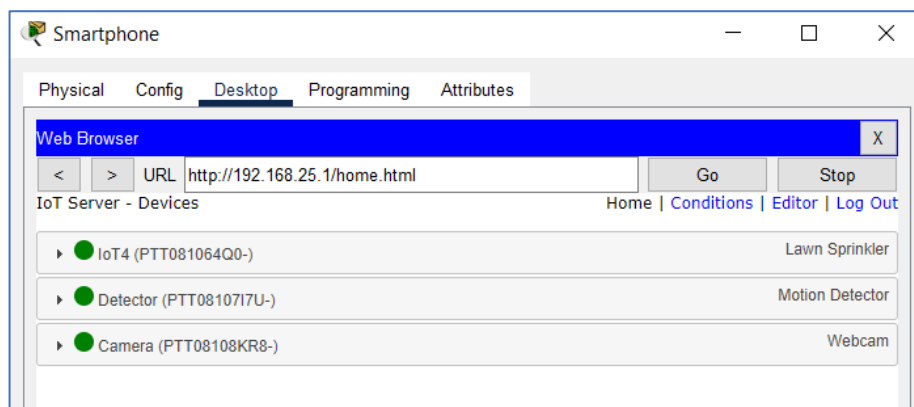 Smartphone
Physical Config Desktop Programming Attributes
Web Browser X
< > URL http://192.168.25.1/home.html Go Stop
IoT Server - Devices Home | Conditions | Editor | Log Out
IoT4 (PTT081064Q0-) Lawn Sprinkler
Detector (PTT08107I7U-) Motion Detector
Camera (PTT08108KR8-) Webcam